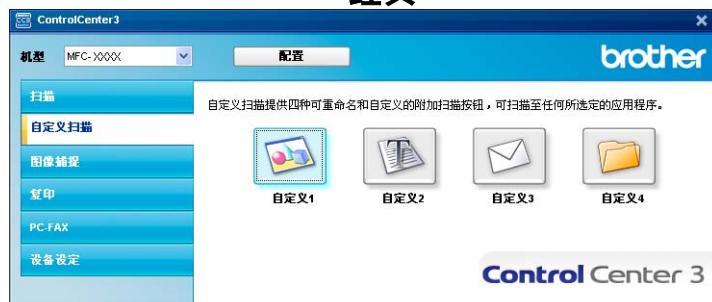 ControlCenter3
机型 MFC-XXXX 配置 brother
扫描
自定义扫描
图像捕捉
复印
PC-FAX
设备设定
自定义扫描提供四种可重命名和自定义的附加扫描按钮，可扫描至任何所选定的应用程序。
自定义1 自定义2 自定义3 自定义4
Control Center 3